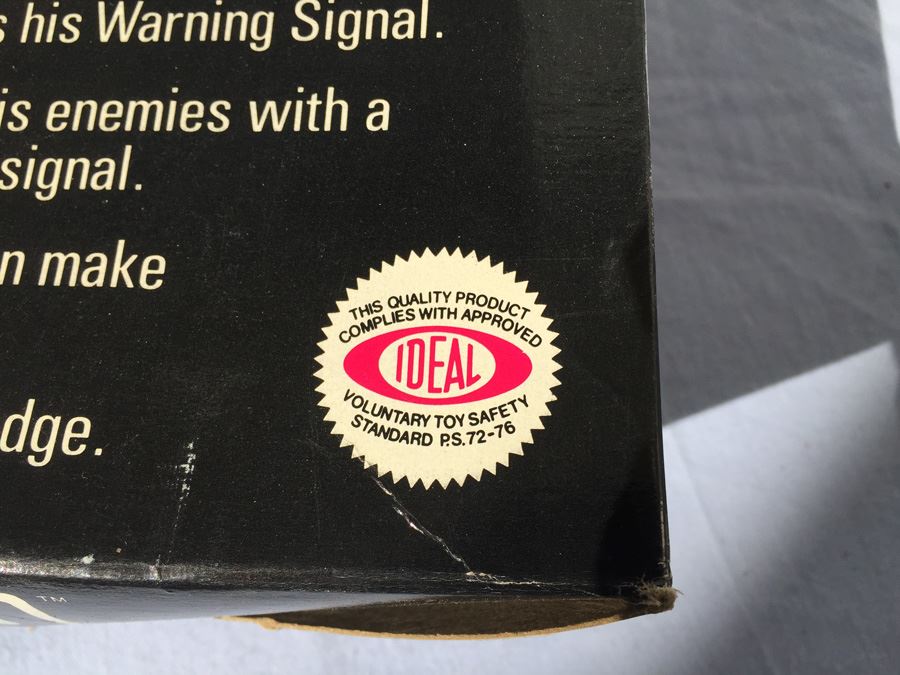 s his Warning Signal.
is enemies with a
signal.
n make
dge.
THIS QUALITY PRODUCT
COMPLIES WITH APPROVED
IDEAL
VOLUNTARY TOY SAFETY
STANDARD P.S.72-76
TM